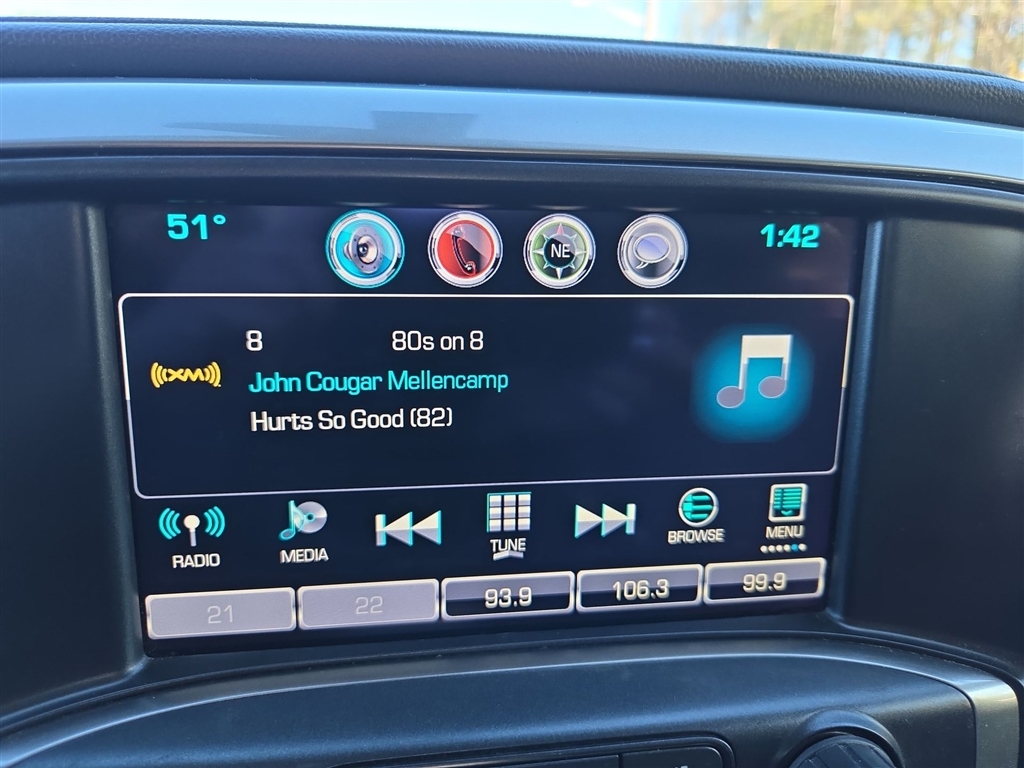 51°
NE
1:42
8
80s on 8
((XM))
John Cougar Mellencamp
Hurts So Good (82)
RADIO
MEDIA
TUNE
BROWSE
MENU
21
22
93.9
106.3
99.9